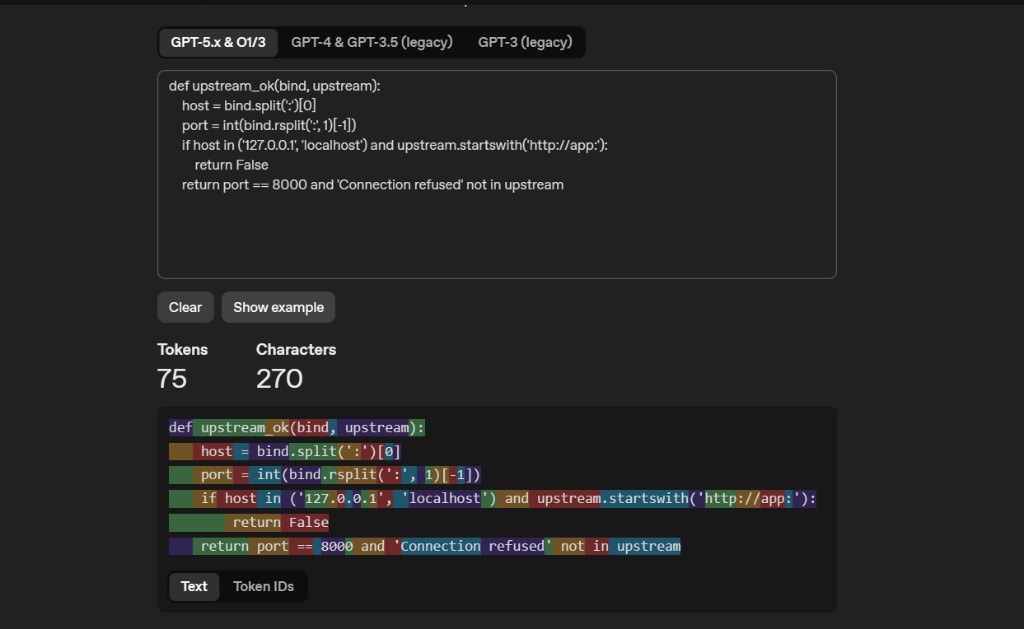 GPT-5.x & O1/3 GPT-4 & GPT-3.5 (legacy) GPT-3 (legacy)
def upstream_ok(bind, upstream):
    host = bind.split(':')[0]
    port = int(bind.rsplit(':', 1)[-1])
    if host in ('127.0.0.1', 'localhost') and upstream.startswith('http://app:'):
        return False
    return port == 8000 and 'Connection refused' not in upstream
Clear Show example
Tokens Characters
75 270
def upstream_ok(bind, upstream):
    host = bind.split(':')[0]
    port = int(bind.rsplit(':', 1)[-1])
    if host in ('127.0.0.1', 'localhost') and upstream.startswith('http://app:'):
        return False
    return port == 8000 and 'Connection refused' not in upstream
Text Token IDs